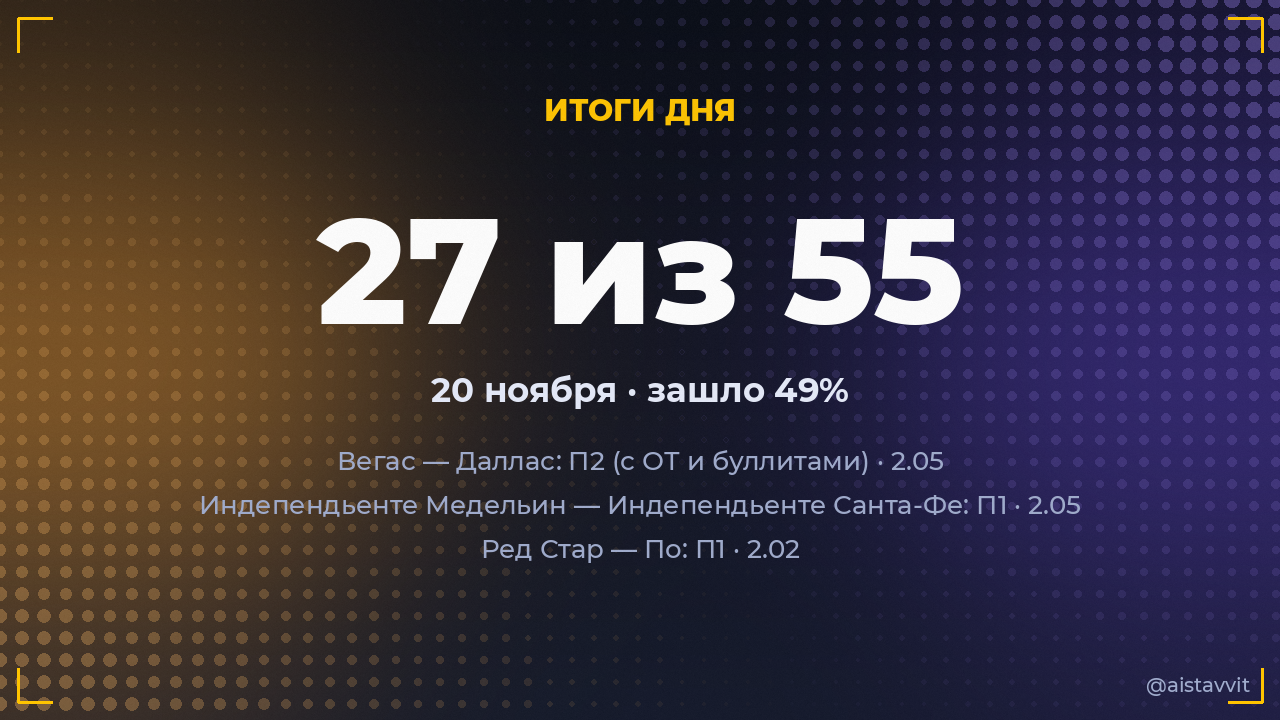 ИТОГИ ДНЯ
27 из 55
20 ноября · зашло 49%
Вегас — Даллас: П2 (с ОТ и буллитами) · 2.05
Индепендьенте Медельин — Индепендьенте Санта-Фе: П1 · 2.05
Ред Стар — По: П1 · 2.02
@aistavvit